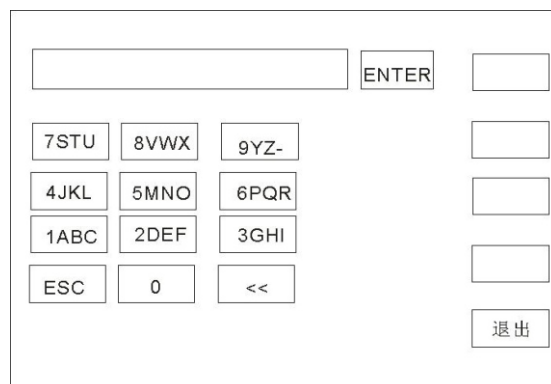 ENTER
7STU 8VWX 9YZ-
4JKL 5MNO 6PQR
1ABC 2DEF 3GHI
ESC 0 <<
退出